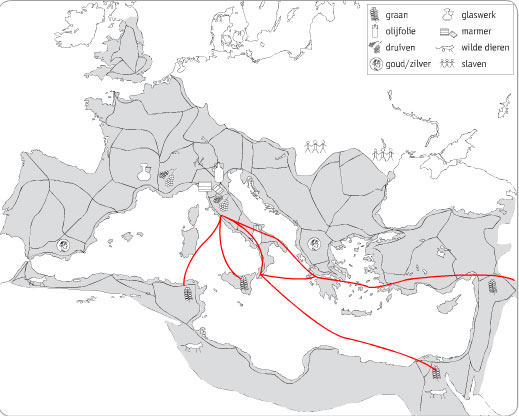 graan
glaswerk
olijfolie
marmer
druiven
wilde dieren
goud/zilver
slaven